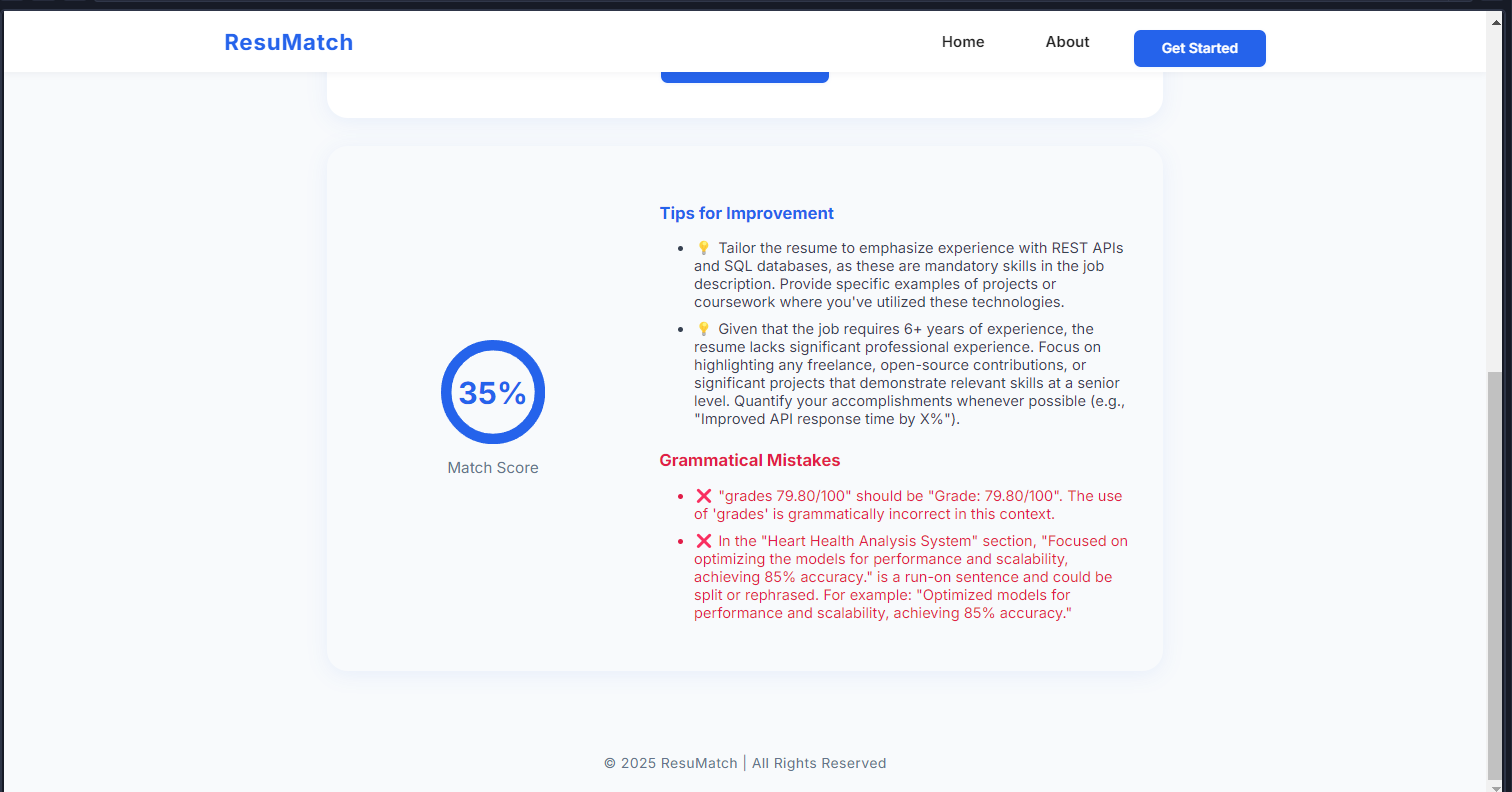 ResuMatch
Home
About
Get Started
Tips for Improvement
💡 Tailor the resume to emphasize experience with REST APIs
and SQL databases, as these are mandatory skills in the job
description. Provide specific examples of projects or
coursework where you've utilized these technologies.
💡 Given that the job requires 6+ years of experience, the
resume lacks significant professional experience. Focus on
highlighting any freelance, open-source contributions, or
significant projects that demonstrate relevant skills at a senior
level. Quantify your accomplishments whenever possible (e.g.,
"Improved API response time by X%").
35%
Match Score
Grammatical Mistakes
❌ "grades 79.80/100" should be "Grade: 79.80/100". The use
of 'grades' is grammatically incorrect in this context.
❌ In the "Heart Health Analysis System" section, "Focused on
optimizing the models for performance and scalability,
achieving 85% accuracy." is a run-on sentence and could be
split or rephrased. For example: "Optimized models for
performance and scalability, achieving 85% accuracy."
© 2025 ResuMatch | All Rights Reserved